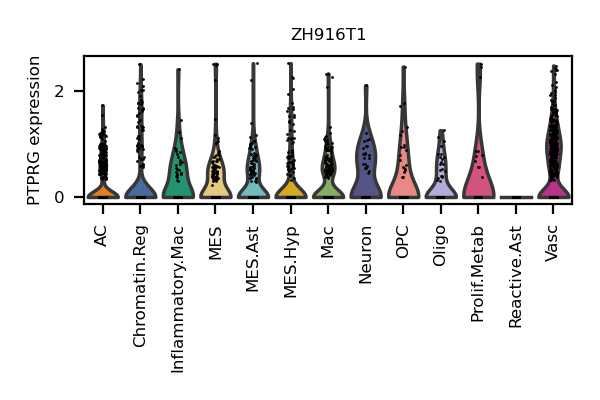 ZH916T1
PTPRG expression
2
0
AC
Chromatin.Reg
Inflammatory.Mac
MES
MES.Ast
MES.Hyp
Mac
Neuron
OPC
Oligo
Prolif.Metab
Reactive.Ast
Vasc